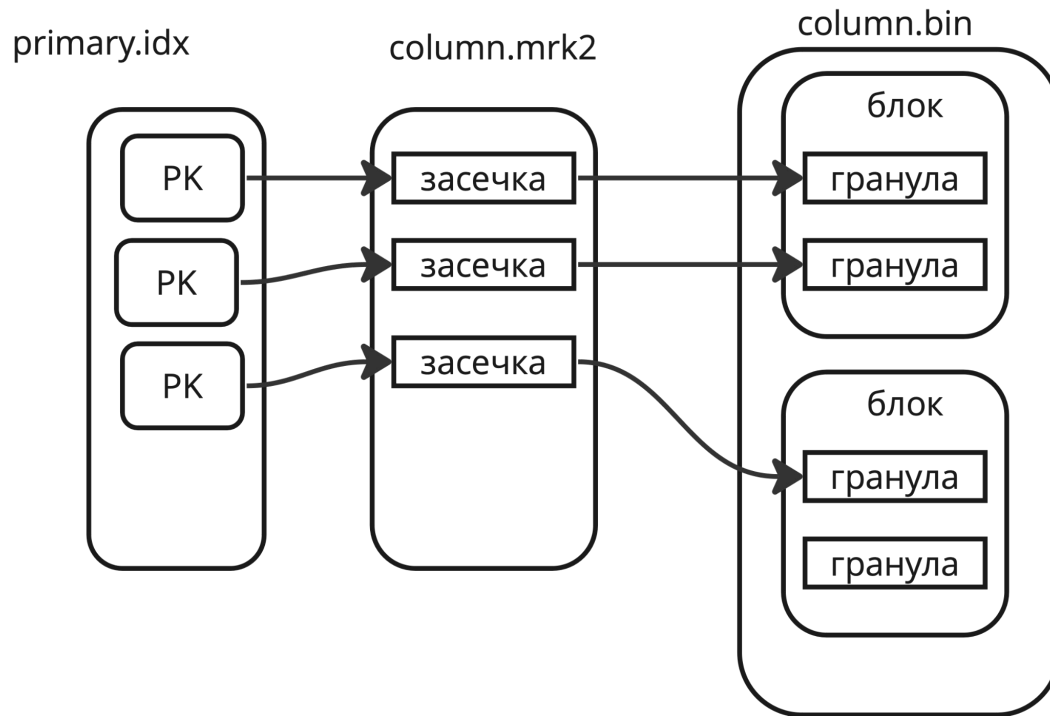 primary.idx
column.mrk2
column.bin
блок
PK
засечка
гранула
PK
засечка
гранула
PK
засечка
блок
гранула
гранула